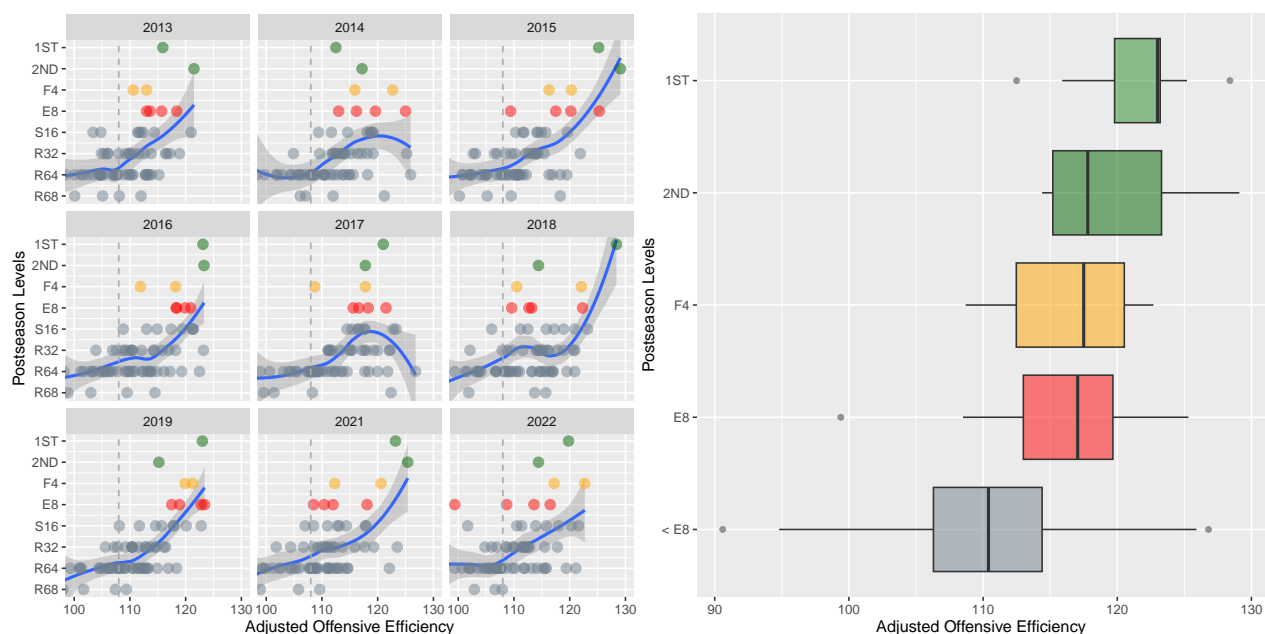 2013 2014 2015
1ST
2ND
F4
E8
S16
R32
R64
R68
2016 2017 2018
1ST
2ND
F4
E8
S16
R32
R64
R68
2019 2021 2022
1ST
2ND
F4
E8
S16
R32
R64
R68
100 110 120 130 100 110 120 130 100 110 120 130
Adjusted Offensive Efficiency
Postseason Levels
1ST
2ND
F4
E8
< E8
90 100 110 120 130
Adjusted Offensive Efficiency
Postseason Levels